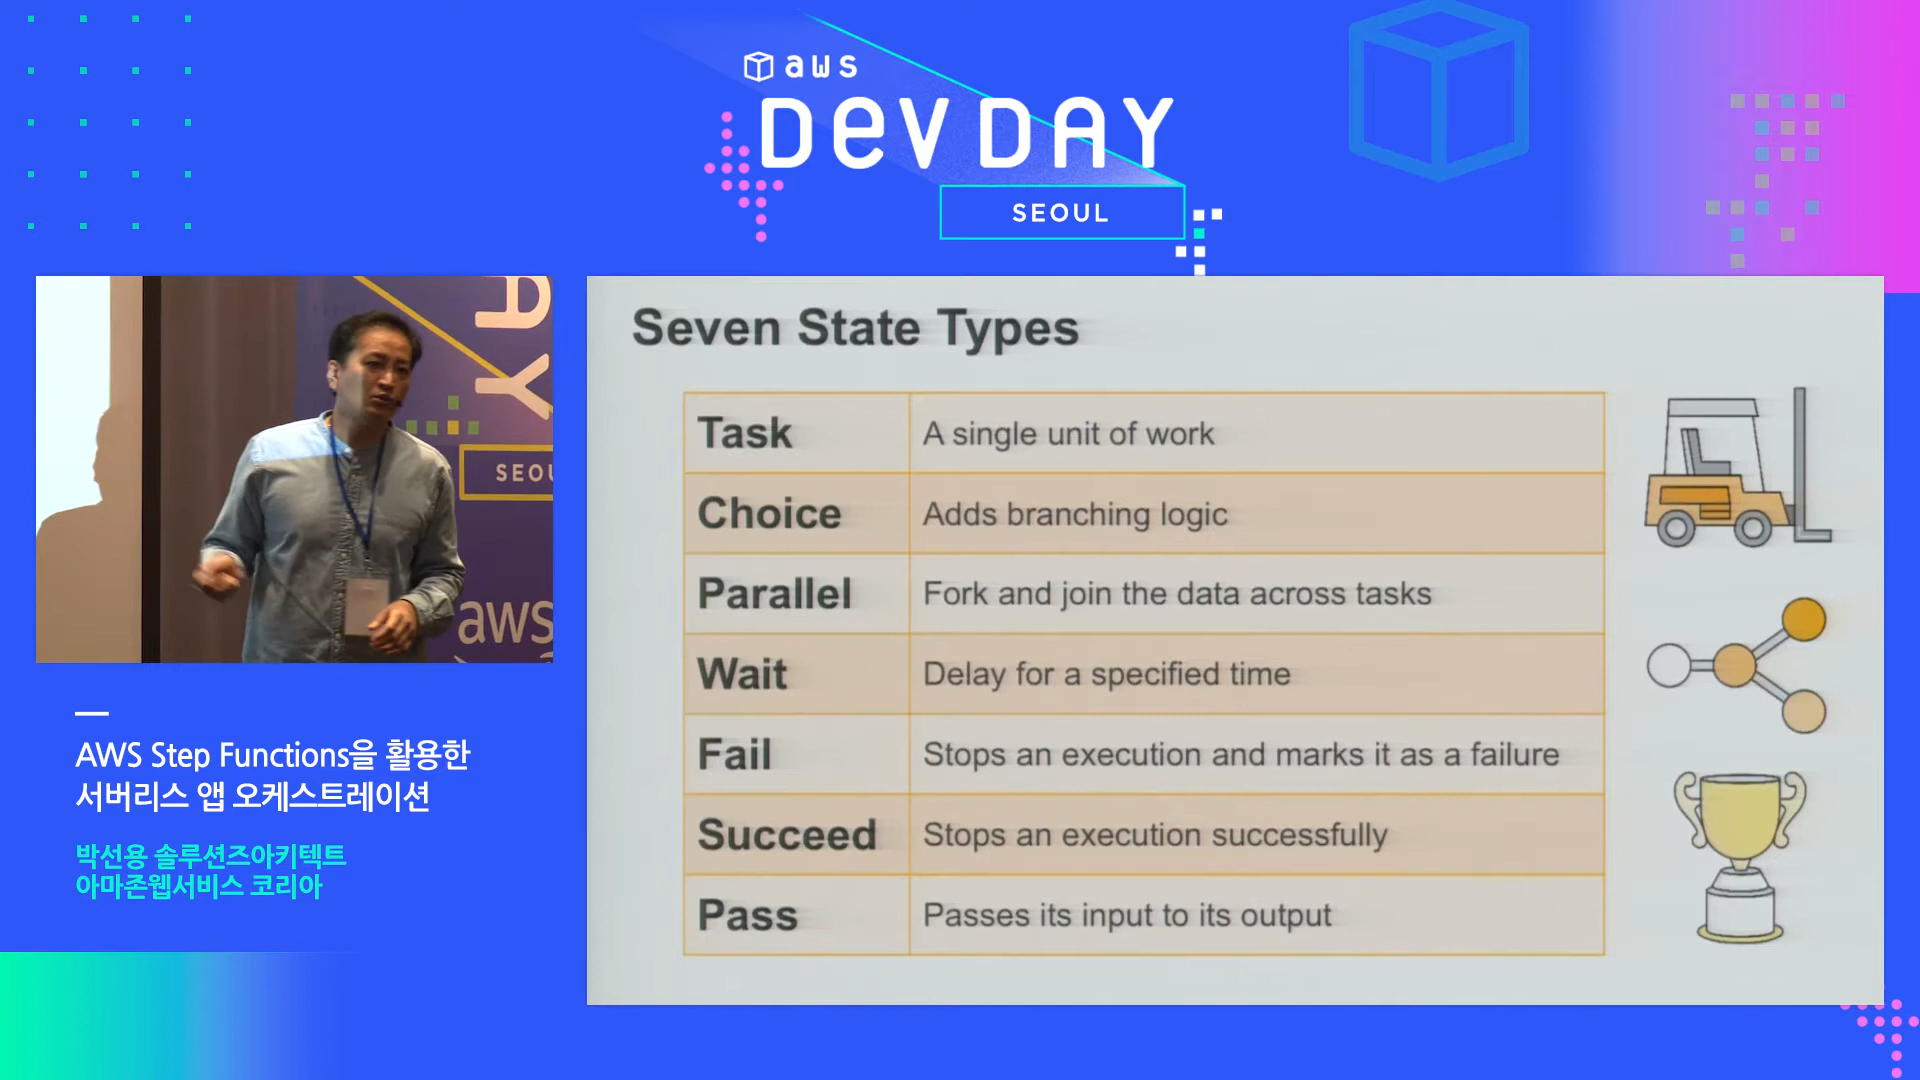 aws
DEV DAY
SEOUL
AY
SEOU
aws
AWS Step Functions을 활용한
서버리스 앱 오케스트레이션
박선용 솔루션즈아키텍트
아마존웹서비스 코리아
Seven State Types
Task A single unit of work
Choice Adds branching logic
Parallel Fork and join the data across tasks
Wait Delay for a specified time
Fail Stops an execution and marks it as a failure
Succeed Stops an execution successfully
Pass Passes its input to its output